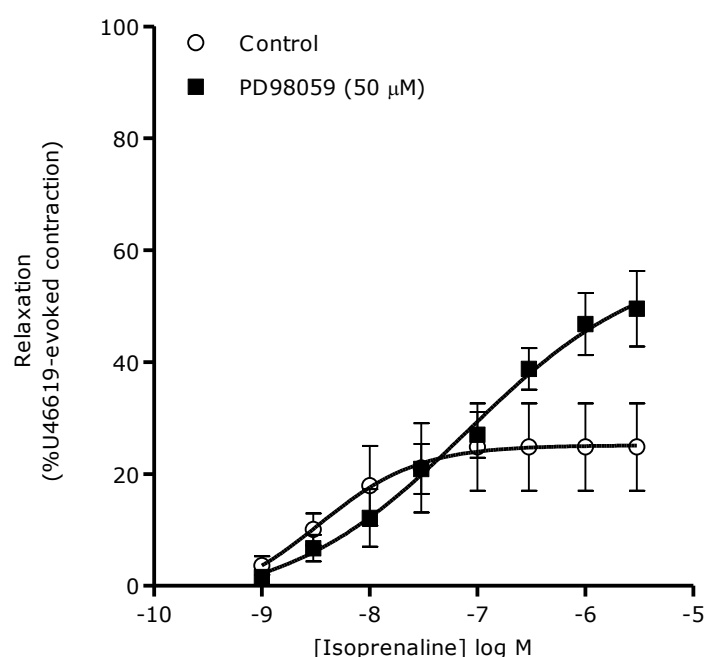 100
Control
PD98059 (50 μM)
80
60
40
20
0
Relaxation
(%U46619-evoked contraction)
-10 -9 -8 -7 -6 -5
[Isoprenaline] log M